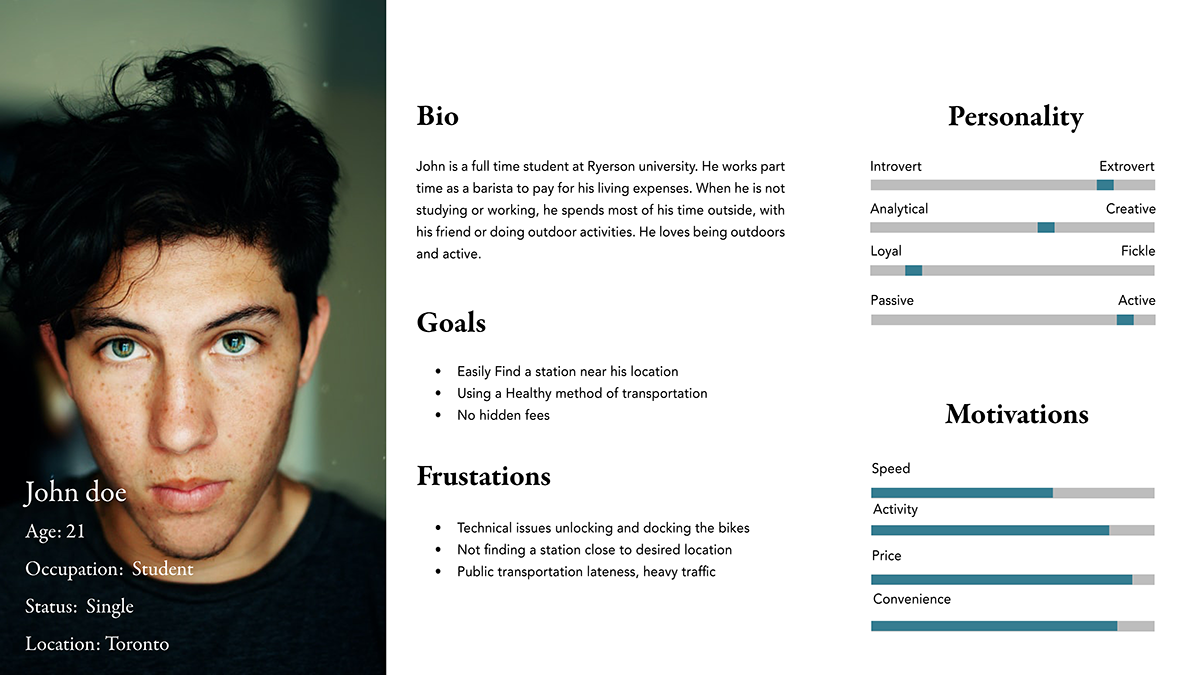 John doe
Age: 21
Occupation: Student
Status: Single
Location: Toronto
Bio
John is a full time student at Ryerson university. He works part
time as a barista to pay for his living expenses. When he is not
studying or working, he spends most of his time outside, with
his friend or doing outdoor activities. He loves being outdoors
and active.
Goals
• Easily Find a station near his location
• Using a Healthy method of transportation
• No hidden fees
Frustations
• Technical issues unlocking and docking the bikes
• Not finding a station close to desired location
• Public transportation lateness, heavy traffic
Personality
Introvert Extrovert
Analytical Creative
Loyal Fickle
Passive Active
Motivations
Speed
Activity
Price
Convenience